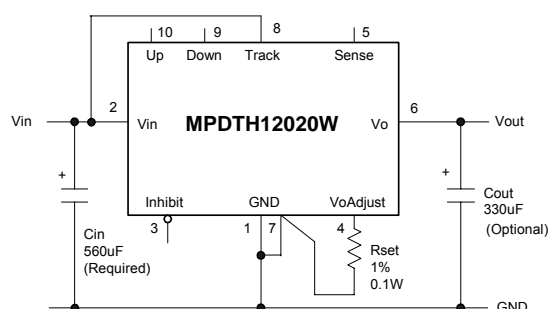 10 9 8 5
Up Down Track Sense
Vin 2 Vin MPDTH12020W Vo 6 Vout
+ +
Inhibit GND VoAdjust
3 1 7 4
Cin
560uF
(Required)
Rset
1%
0.1W
Cout
330uF
(Optional)
GND